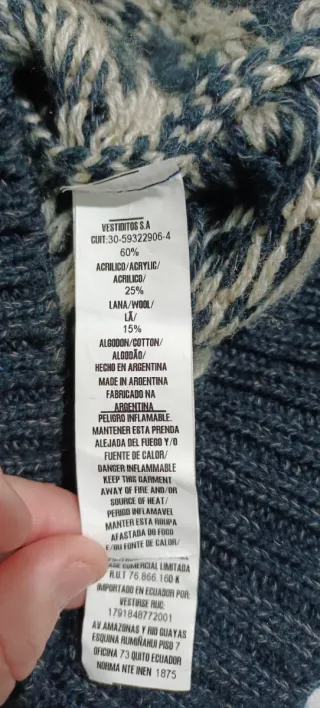 VESTIDITOS S.A
CUIT:30-59322906-4
60%
ACRILICO/ACRYLIC/
ACRILICO/
25%
LANA/WOOL/
LÃ/
15%
ALGODON/COTTON/
ALGODÃO/
HECHO EN ARGENTINA
MADE IN ARGENTINA
FABRICADO NA
ARGENTINA
PELIGRO INFLAMABLE.
MANTENER ESTA PRENDA
ALEJADA DEL FUEGO Y/O
FUENTE DE CALOR/
DANGER INFLAMMABLE
KEEP THIS GARMENT
AWAY OF FIRE AND/OR
SOURCE OF HEAT/
PERIGO INFLAMAVEL
MANTER ESTA ROUPA
AFASTADA DO FOGO
E/OU FONTE DE CALOR/
COMERCIAL LIMITADA
R.U.T 76.866.160-K
IMPORTADO EN ECUADOR POR:
VESTIRSE RUC:
1791848772001
AV AMAZONAS Y RIO GUAYAS
ESQUINA RUMIÑAHUI PISO 7
OFICINA 73 QUITO ECUADOR
NORMA NTE INEN 1875